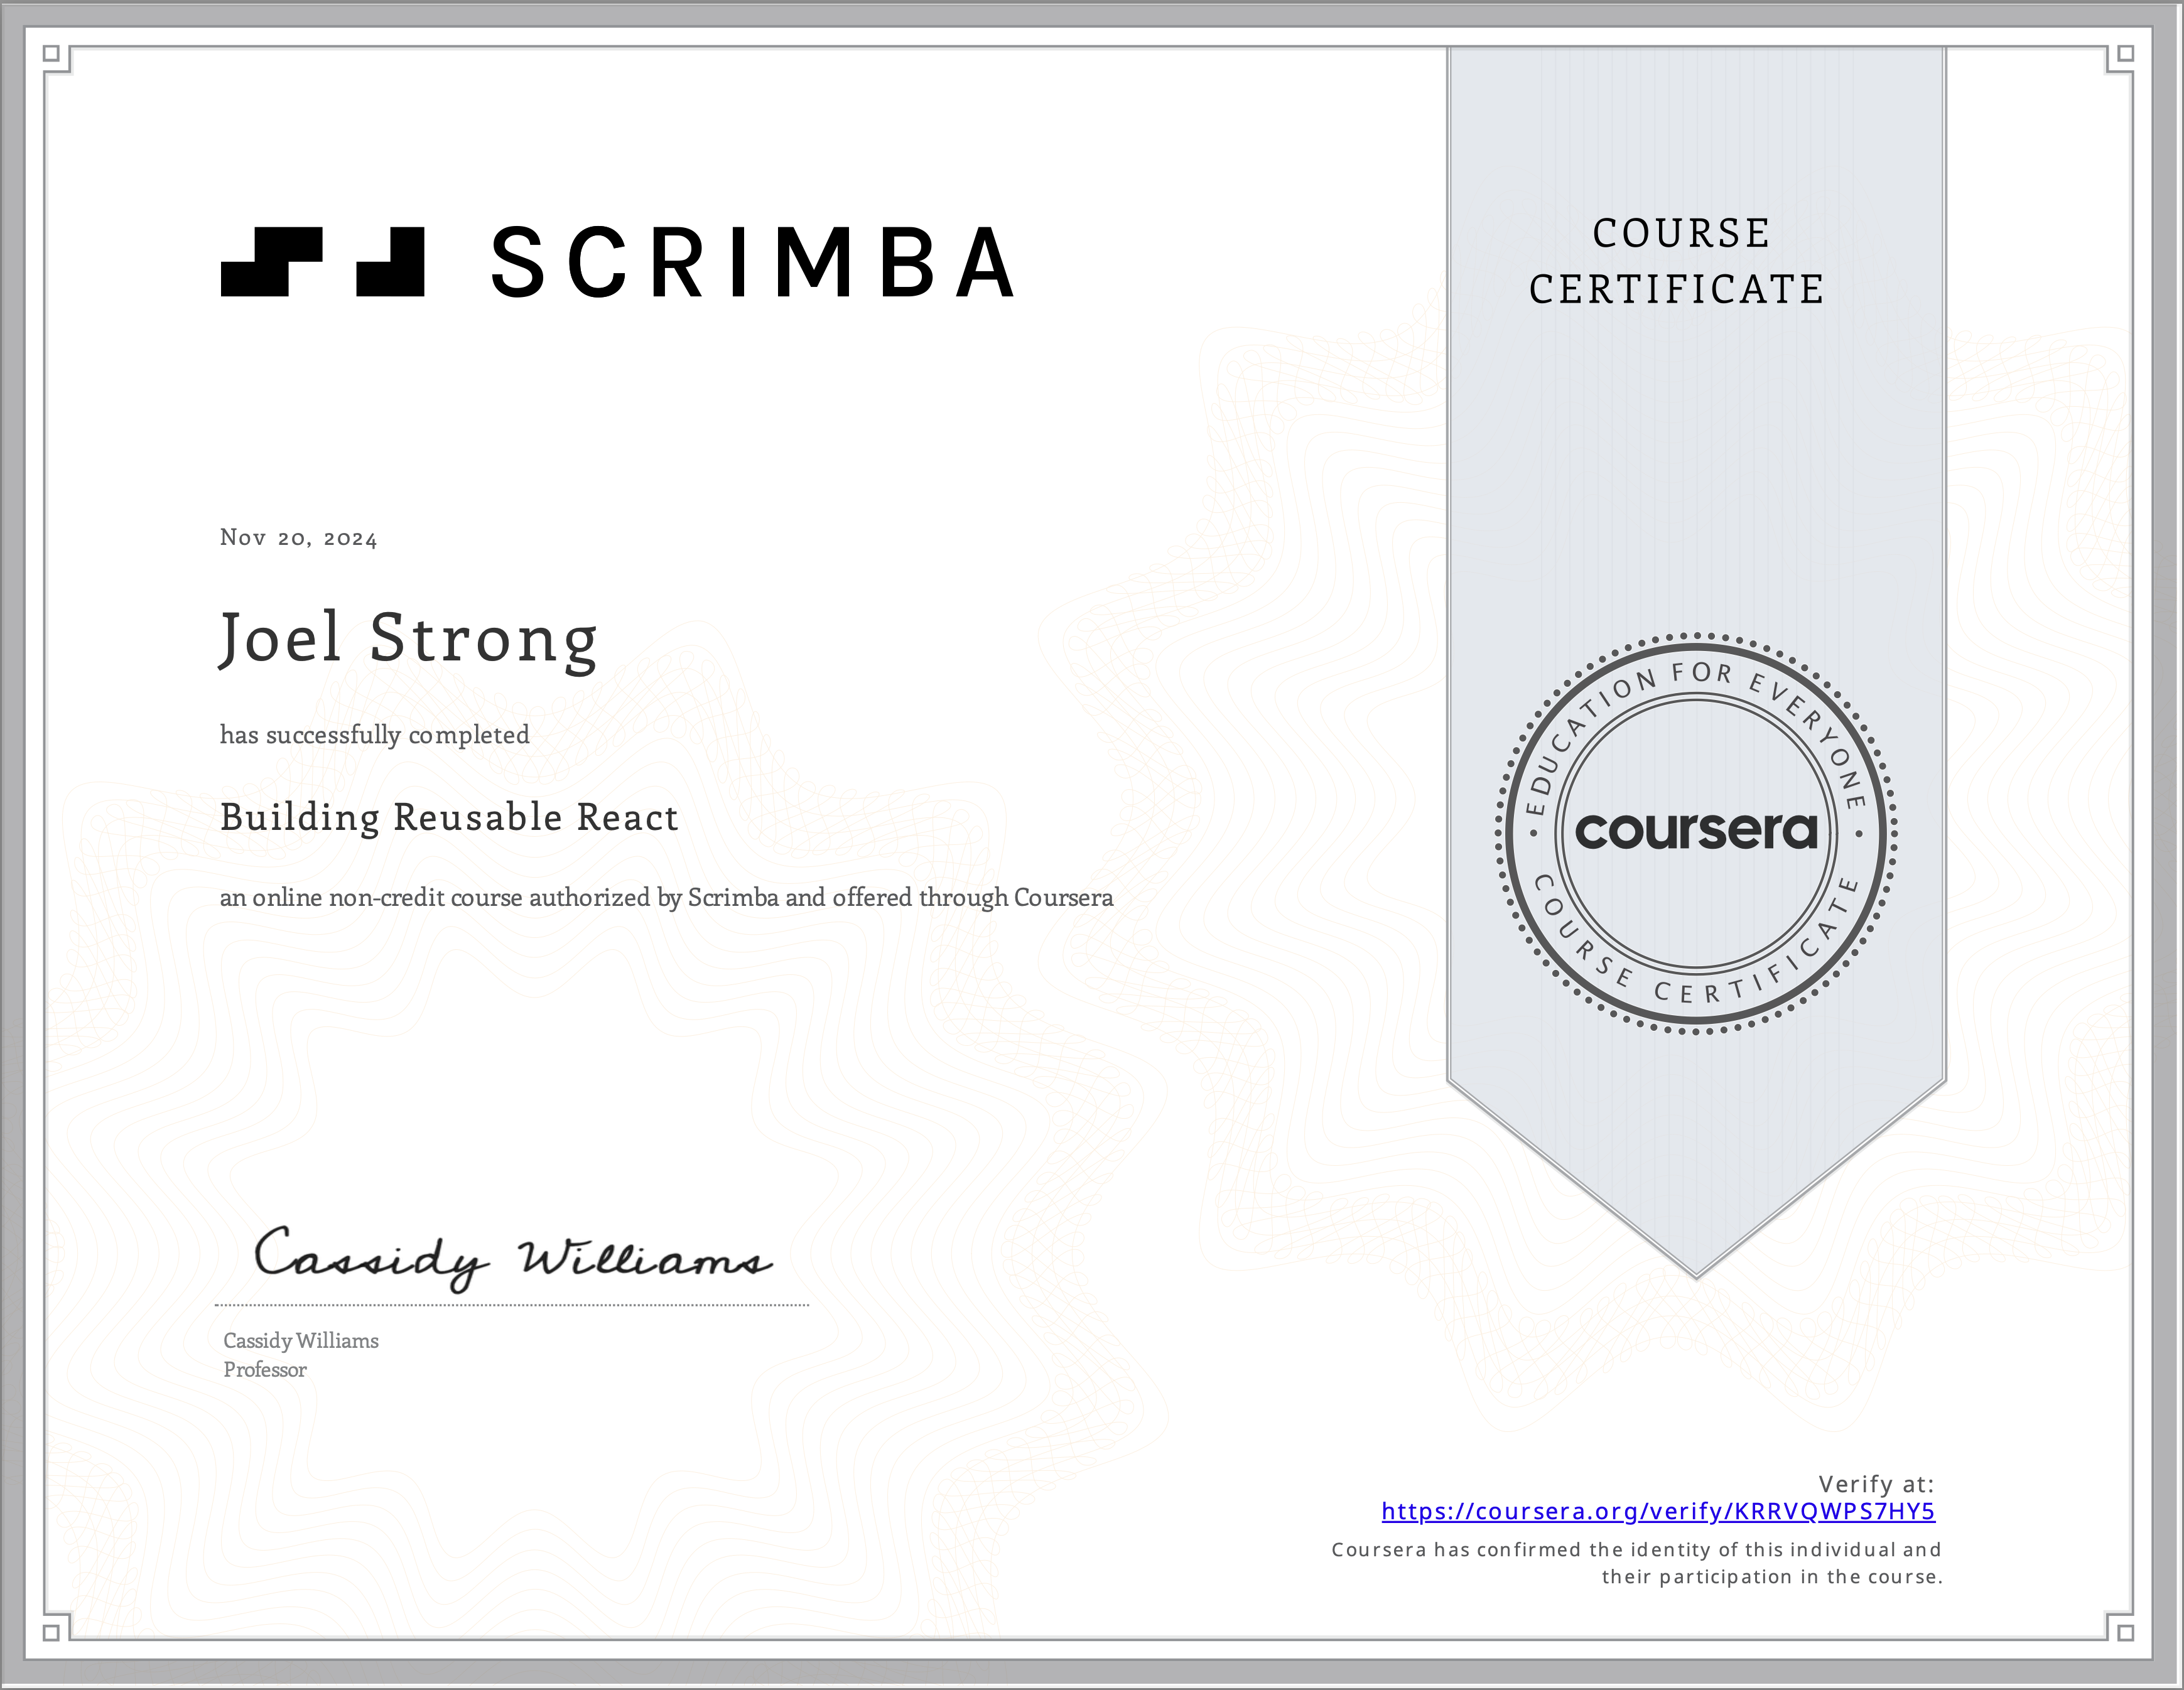 SCRIMBA
COURSE
CERTIFICATE
Nov 20, 2024
Joel Strong
has successfully completed
Building Reusable React
an online non-credit course authorized by Scrimba and offered through Coursera
EDUCATION FOR EVERYONE
coursera
COURSE CERTIFICATE
Cassidy Williams
Cassidy Williams
Professor
Verify at:
https://coursera.org/verify/KRRVQWPS7HY5
Coursera has confirmed the identity of this individual and
their participation in the course.